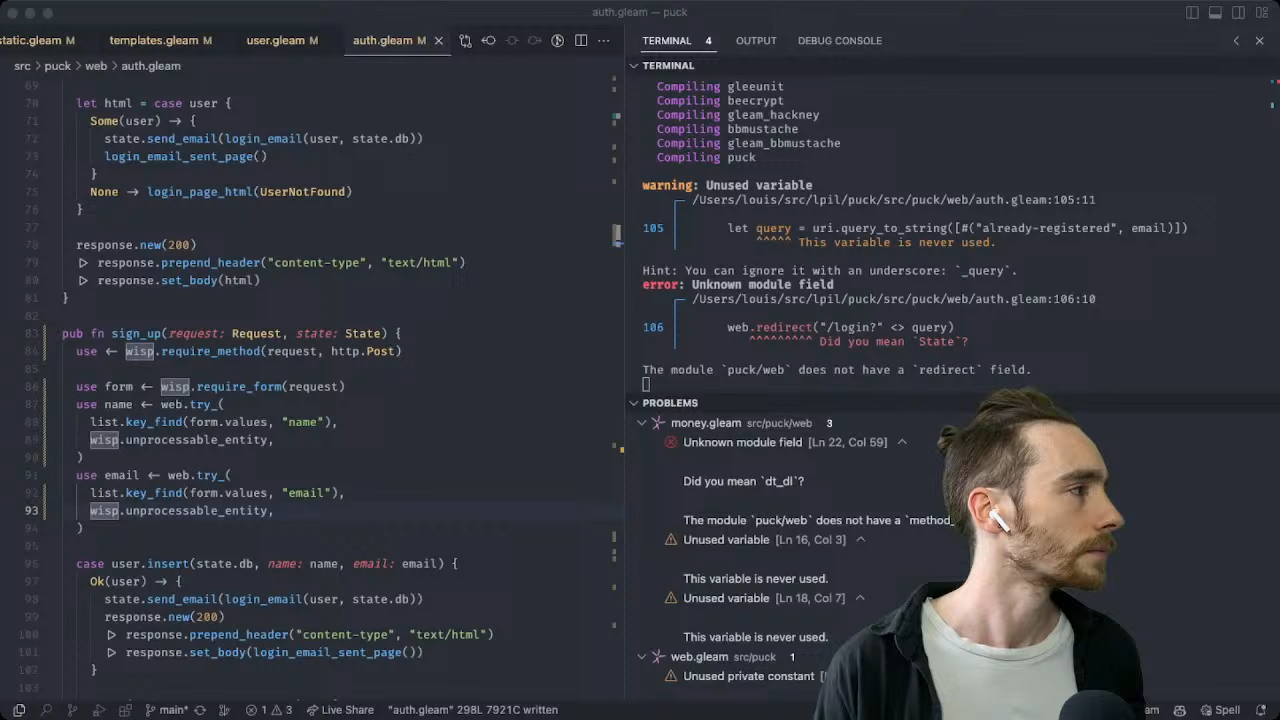 auth.gleam — puck
static.gleam M templates.gleam M user.gleam M auth.gleam M
src > puck > web > auth.gleam
69
70 let html = case user {
71 Some(user) → {
72 state.send_email(login_email(user, state.db))
73 login_email_sent_page()
74 }
75 None → login_page_html(UserNotFound)
76 }
77
78 response.new(200)
79 ▷ response.prepend_header("content-type", "text/html")
80 ▷ response.set_body(html)
81 }
82
83 pub fn sign_up(request: Request, state: State) {
84 use ← wisp.require_method(request, http.Post)
85
86 use form ← wisp.require_form(request)
87 use name ← web.try_(
88 list.key_find(form.values, "name"),
89 wisp.unprocessable_entity,
90 )
91 use email ← web.try_(
92 list.key_find(form.values, "email"),
93 wisp.unprocessable_entity,
94 )
95
96 case user.insert(state.db, name: name, email: email) {
97 Ok(user) → {
98 state.send_email(login_email(user, state.db))
99 response.new(200)
100 ▷ response.prepend_header("content-type", "text/html")
101 ▷ response.set_body(login_email_sent_page())
102 }
103
main* 1 3 Live Share "auth.gleam" 298L 7921C written
TERMINAL 4 OUTPUT DEBUG CONSOLE
TERMINAL
Compiling gleeunit
Compiling beecrypt
Compiling gleam_hackney
Compiling bbmustache
Compiling gleam_bbmustache
Compiling puck
warning: Unused variable
/Users/louis/src/lpil/puck/src/puck/web/auth.gleam:105:11
105 let query = uri.query_to_string([#("already-registered", email)])
^^^^^ This variable is never used.
Hint: You can ignore it with an underscore: `_query`.
error: Unknown module field
/Users/louis/src/lpil/puck/src/puck/web/auth.gleam:106:10
106 web.redirect("/login?" <> query)
^^^^^^^^^ Did you mean `State`?
The module `puck/web` does not have a `redirect` field.
PROBLEMS
money.gleam src/puck/web 3
Unknown module field [Ln 22, Col 59]
Did you mean `dt_dl`?
The module `puck/web` does not have a `method_
Unused variable [Ln 16, Col 3]
This variable is never used.
Unused variable [Ln 18, Col 7]
This variable is never used.
web.gleam src/puck 1
Unused private constant [
am Spell